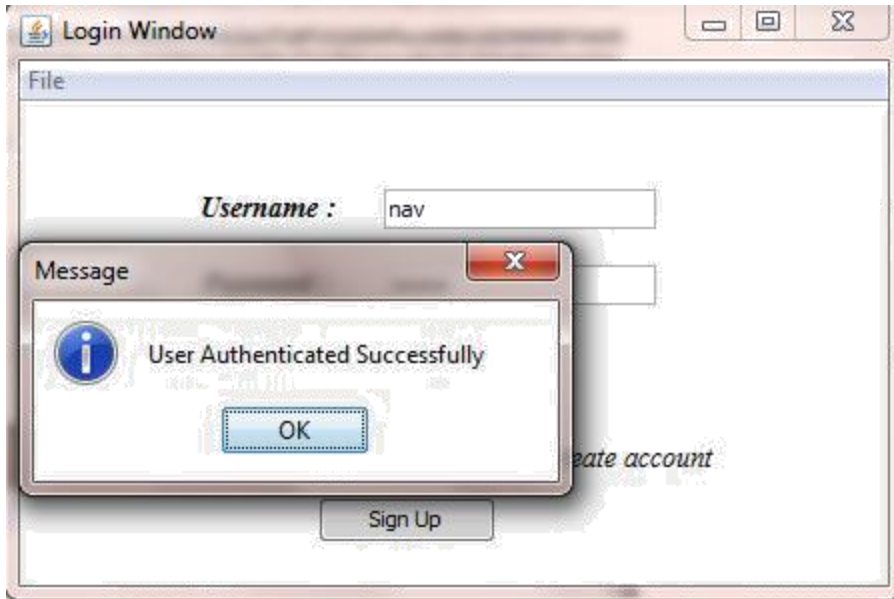 Login Window
File
Username :
nav
Message
User Authenticated Successfully
OK
eate account
Sign Up